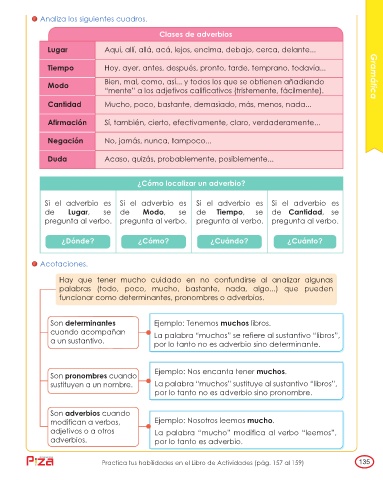 Analiza los siguientes cuadros.
Clases de adverbios
Lugar Aquí, allí, allá, acá, lejos, encima, debajo, cerca, delante...
Tiempo Hoy, ayer, antes, después, pronto, tarde, temprano, todavía...
Modo Bien, mal, como, así... y todos los que se obtienen añadiendo
"mente" a los adjetivos calificativos (tristemente, fácilmente).
Cantidad Mucho, poco, bastante, demasiado, más, menos, nada...
Afirmación Sí, también, cierto, efectivamente, claro, verdaderamente...
Negación No, jamás, nunca, tampoco...
Duda Acaso, quizás, probablemente, posiblemente...
Gramática
¿Cómo localizar un adverbio?
Si el adverbio es
de Lugar, se
pregunta al verbo.
¿Dónde?
Si el adverbio es
de Modo, se
pregunta al verbo.
¿Cómo?
Si el adverbio es
de Tiempo, se
pregunta al verbo.
¿Cuándo?
Si el adverbio es
de Cantidad, se
pregunta al verbo.
¿Cuánto?
Acotaciones.
Hay que tener mucho cuidado en no confundirse al analizar algunas
palabras (todo, poco, mucho, bastante, nada, algo...) que pueden
funcionar como determinantes, pronombres o adverbios.
Son determinantes
cuando acompañan
a un sustantivo.
Ejemplo: Tenemos muchos libros.
La palabra "muchos" se refiere al sustantivo "libros",
por lo tanto no es adverbio sino determinante.
Son pronombres cuando
sustituyen a un nombre.
Ejemplo: Nos encanta tener muchos.
La palabra "muchos" sustituye al sustantivo "libros",
por lo tanto no es adverbio sino pronombre.
Son adverbios cuando
modifican a verbos,
adjetivos o a otros
adverbios.
Ejemplo: Nosotros leemos mucho.
La palabra "mucho" modifica al verbo "leemos",
por lo tanto es adverbio.
Practica tus habilidades en el Libro de Actividades (pág. 157 al 159)
135